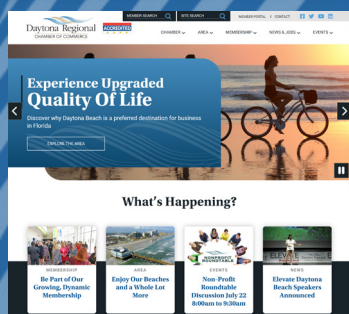 MEMBER SEARCH
SITE SEARCH
MEMBER PORTAL | CONTACT
Daytona Regional
CHAMBER OF COMMERCE
ACCREDITED
CHAMBER
AREA
MEMBERSHIP
NEWS & JOBS
EVENTS
Experience Upgraded
Quality Of Life
Discover why Daytona Beach is a preferred destination for business
in Florida
EXPLORE THE AREA
What's Happening?
MEMBERSHIP
Be Part of Our
Growing, Dynamic
Membership
AREA
Enjoy Our Beaches
and a Whole Lot
More
NONPROFIT
ROUNDTABLE
EVENTS
Non-Profit
Roundtable
Discussion July 22
8:00am to 9:30am
ELEVATE
NEWS
Elevate Daytona
Beach Speakers
Announced